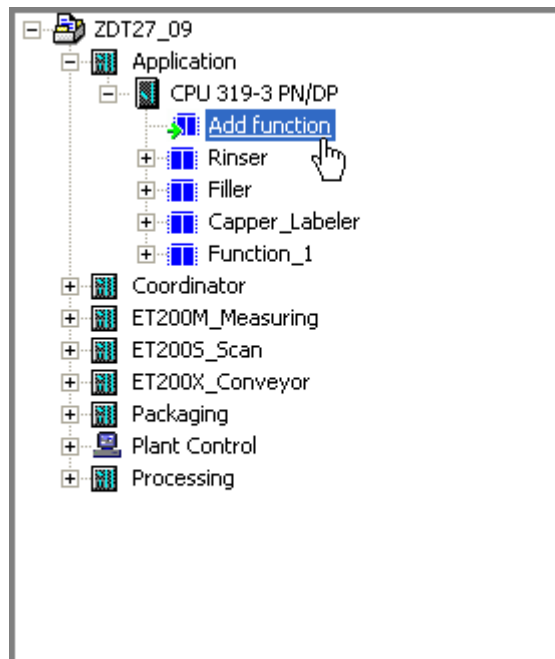 ZDT27_09
Application
CPU 319-3 PN/DP
Add function
Rinser
Filler
Capper_Labeler
Function_1
Coordinator
ET200M_Measuring
ET200S_Scan
ET200X_Conveyor
Packaging
Plant Control
Processing